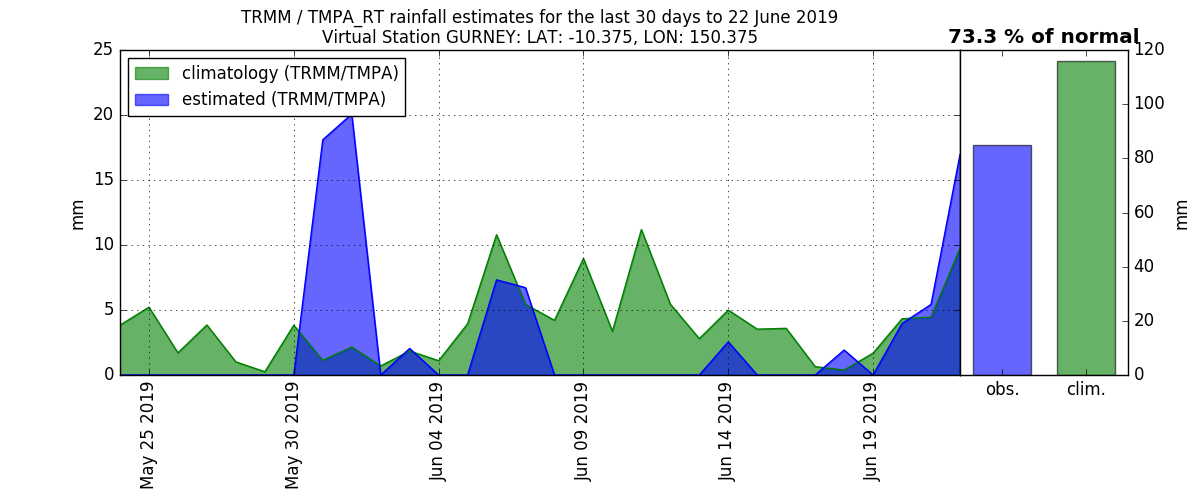 TRMM / TMPA_RT rainfall estimates for the last 30 days to 22 June 2019
Virtual Station GURNEY: LAT: -10.375, LON: 150.375
73.3 % of normal
climatology (TRMM/TMPA)
estimated (TRMM/TMPA)
25
20
15
10
5
0
mm
May 25 2019
May 30 2019
Jun 04 2019
Jun 09 2019
Jun 14 2019
Jun 19 2019
obs.
clim.
120
100
80
60
40
20
0
mm